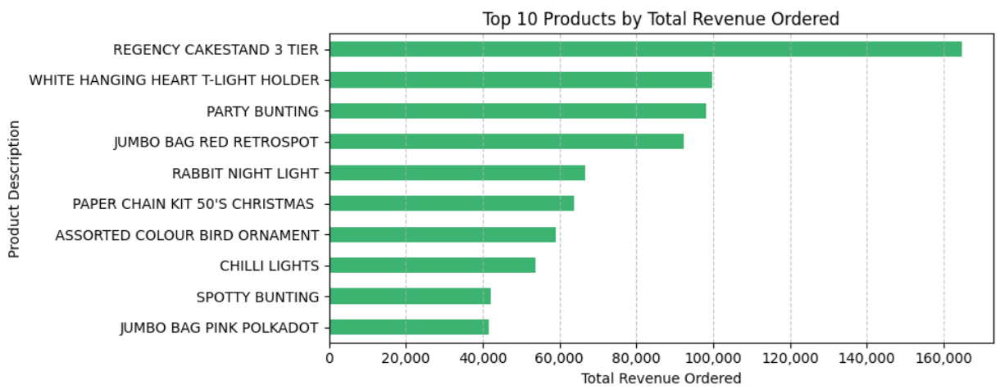 Top 10 Products by Total Revenue Ordered
Product Description
REGENCY CAKESTAND 3 TIER
WHITE HANGING HEART T-LIGHT HOLDER
PARTY BUNTING
JUMBO BAG RED RETROSPOT
RABBIT NIGHT LIGHT
PAPER CHAIN KIT 50'S CHRISTMAS
ASSORTED COLOUR BIRD ORNAMENT
CHILLI LIGHTS
SPOTTY BUNTING
JUMBO BAG PINK POLKADOT
0 20,000 40,000 60,000 80,000 100,000 120,000 140,000 160,000
Total Revenue Ordered